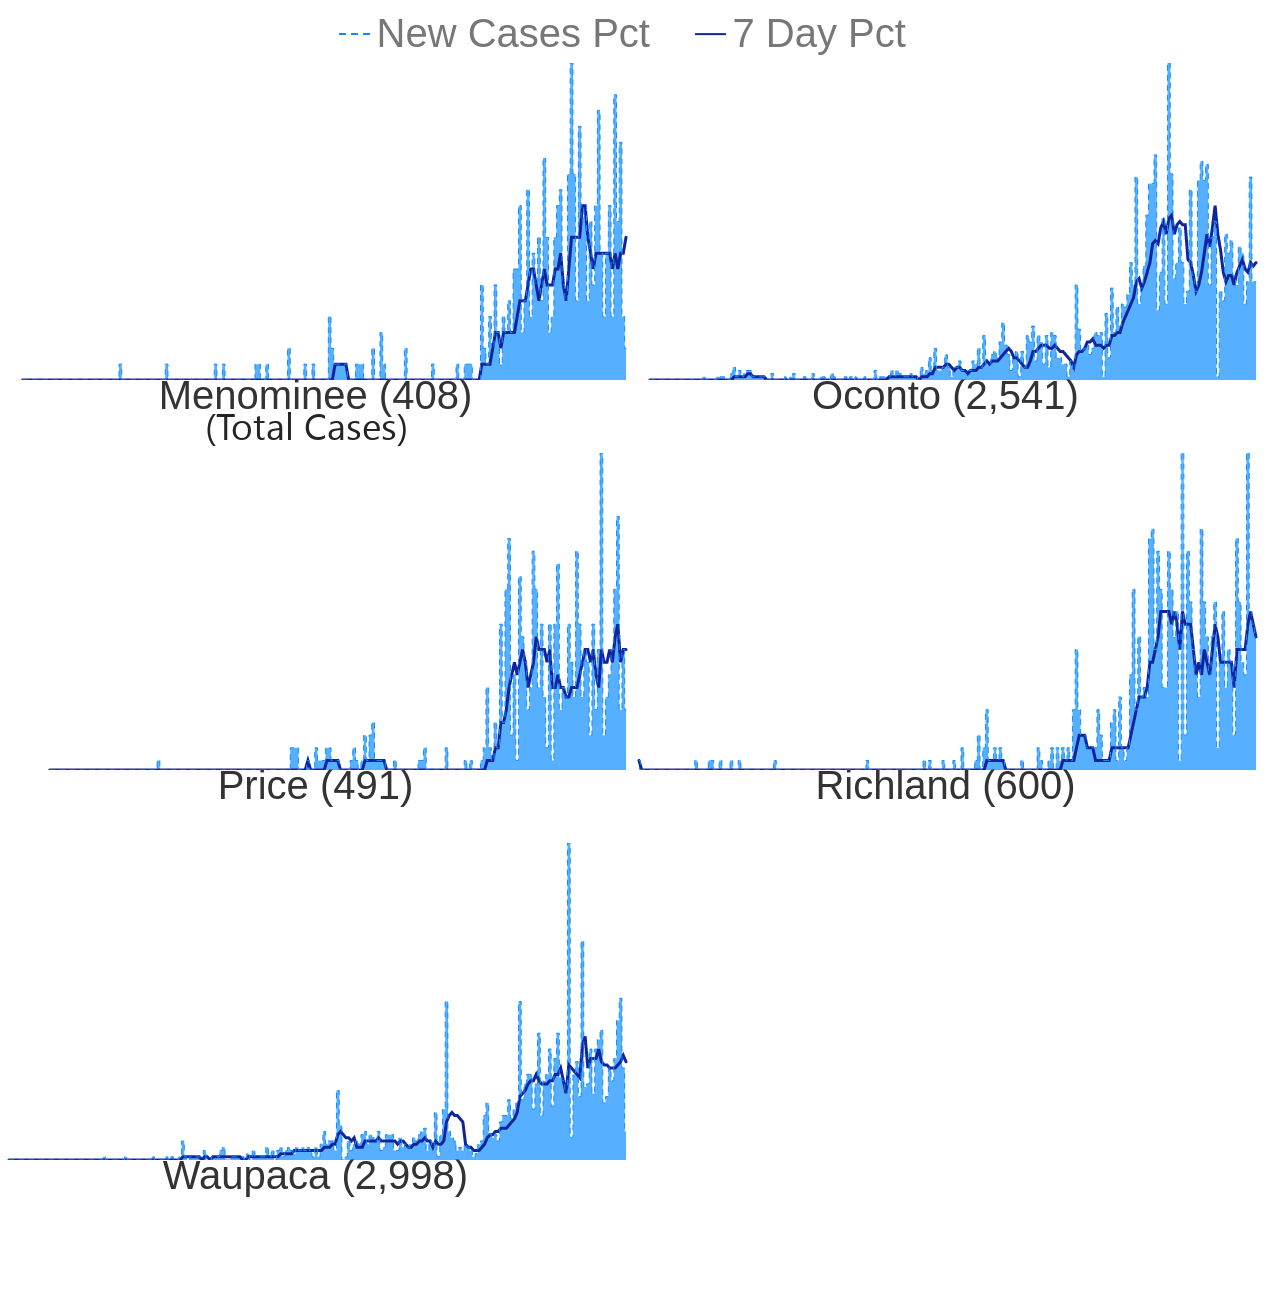 New Cases Pct 7 Day Pct
Menominee (408) Oconto (2,541)
(Total Cases)
Price (491) Richland (600)
Waupaca (2,998)